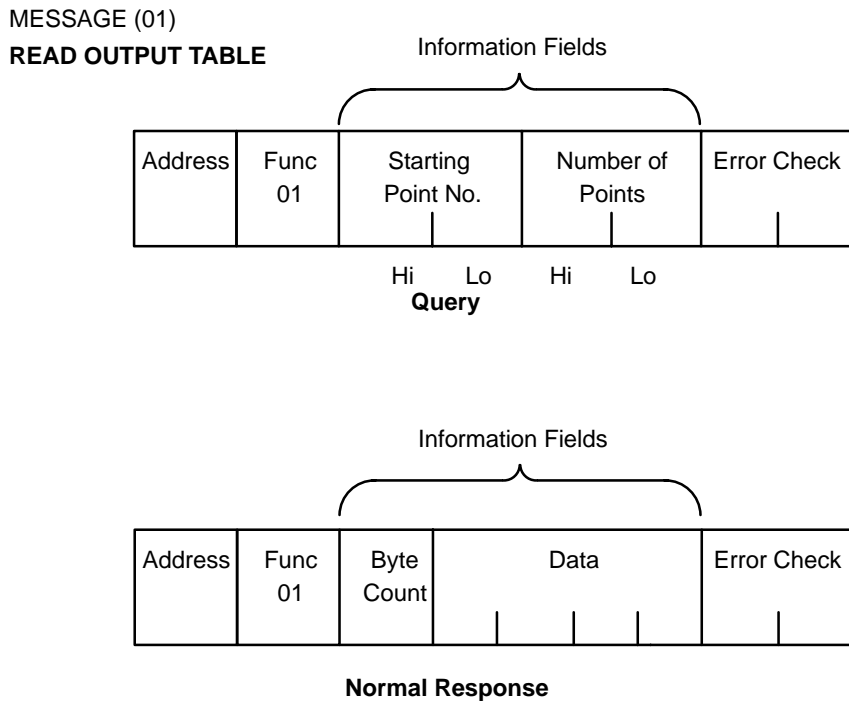 MESSAGE (01)
READ OUTPUT TABLE
Information Fields
Address Func 01 Starting Point No. Number of Points Error Check
Hi Lo Hi Lo
Query
Information Fields
Address Func 01 Byte Count Data Error Check
Normal Response